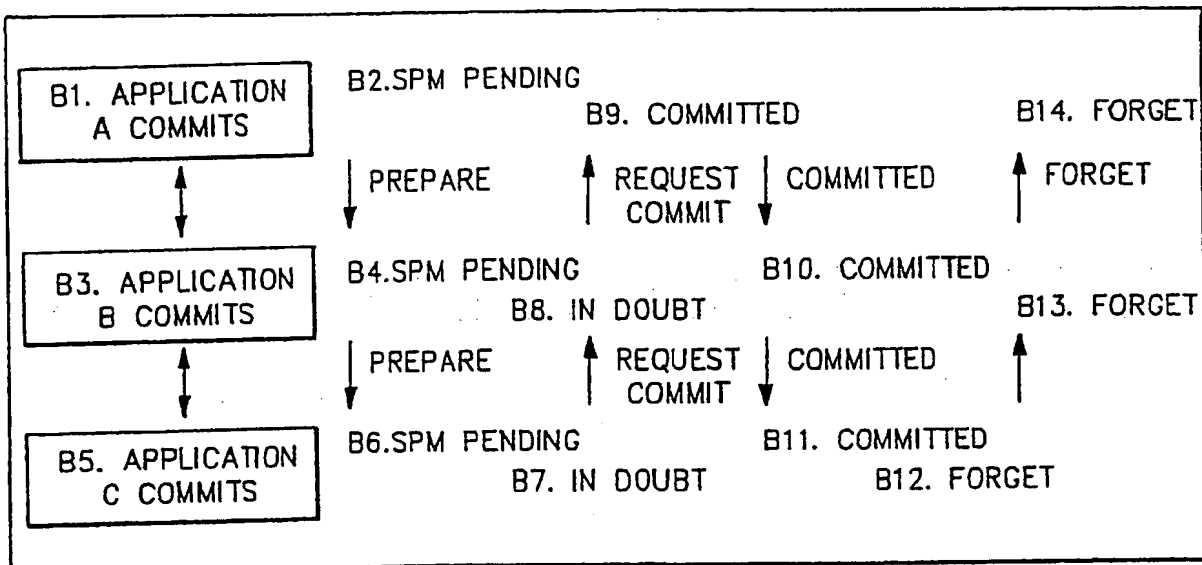 B1. APPLICATION
A COMMITS
B2.SPM PENDING
B9. COMMITTED
B14. FORGET
PREPARE
REQUEST
COMMIT
COMMITTED
FORGET
B3. APPLICATION
B COMMITS
B4.SPM PENDING
B8. IN DOUBT
B10. COMMITTED
B13. FORGET
PREPARE
REQUEST
COMMIT
COMMITTED
B5. APPLICATION
C COMMITS
B6.SPM PENDING
B7. IN DOUBT
B11. COMMITTED
B12. FORGET